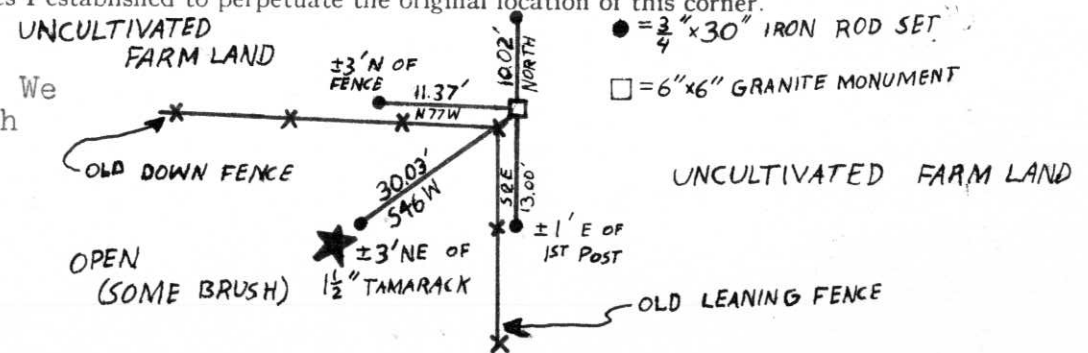 es I established to perpetuate the original location of this corner.
UNCULTIVATED
FARM LAND
We
h
±3'N OF
FENCE
11.37'
N77W
10.02'
NORTH
● = 3/4"x30" IRON ROD SET
□ = 6"x6" GRANITE MONUMENT
OLD DOWN FENCE
30.03'
S46W
S2E
13.00'
UNCULTIVATED FARM LAND
±1' E OF
1ST POST
OPEN
(SOME BRUSH)
±3'NE OF
1½" TAMARACK
OLD LEANING FENCE